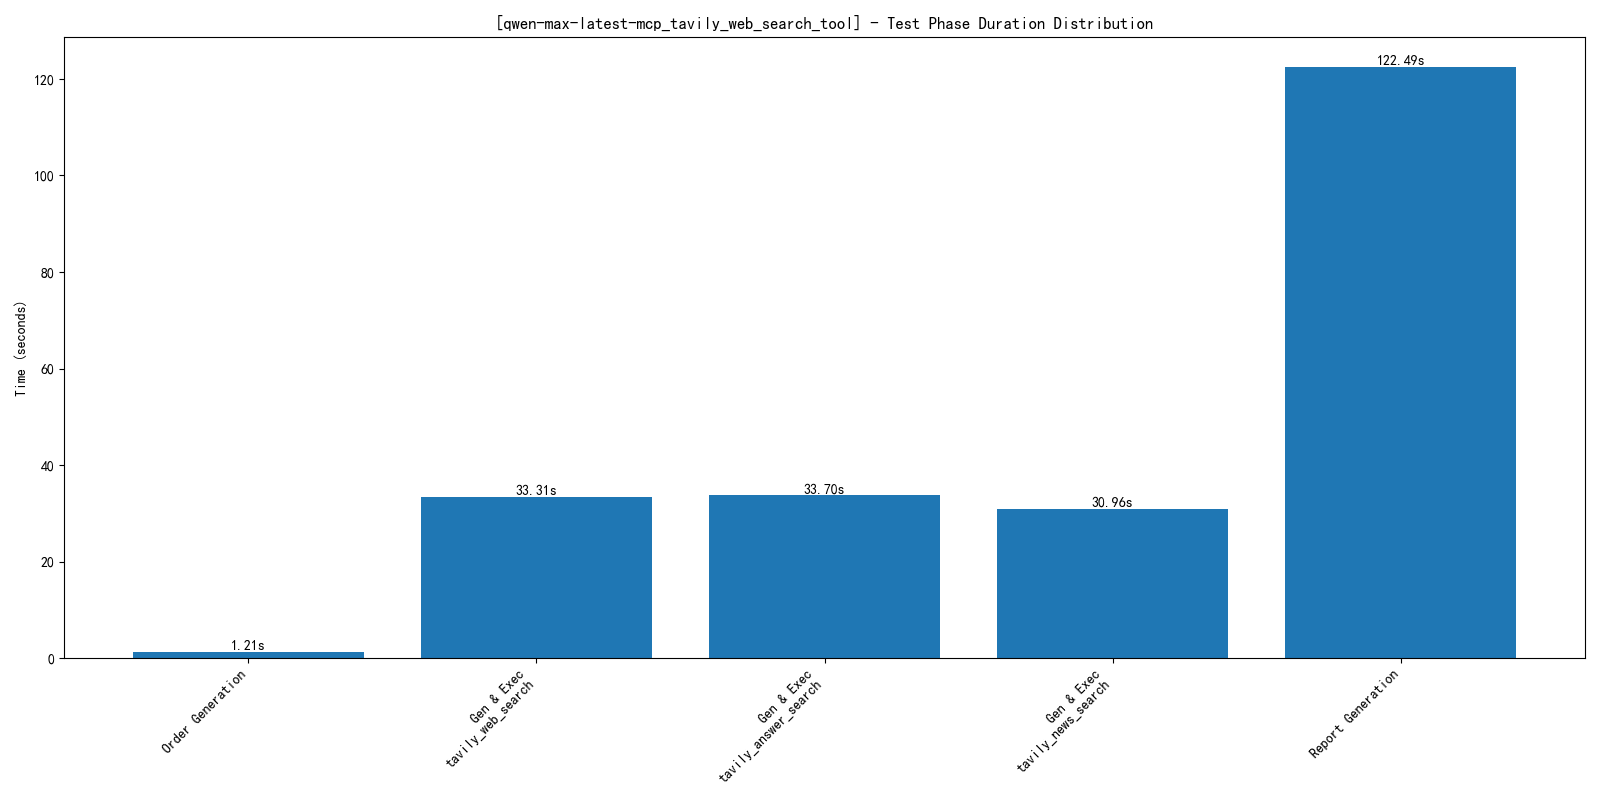 [qwen-max-latest-mcp_tavily_web_search_tool] - Test Phase Duration Distribution
Time (seconds)
120
100
80
60
40
20
0
1.21s
33.31s
33.70s
30.96s
122.49s
Order Generation
Gen & Exec
tavily_web_search
Gen & Exec
tavily_answer_search
Gen & Exec
tavily_news_search
Report Generation